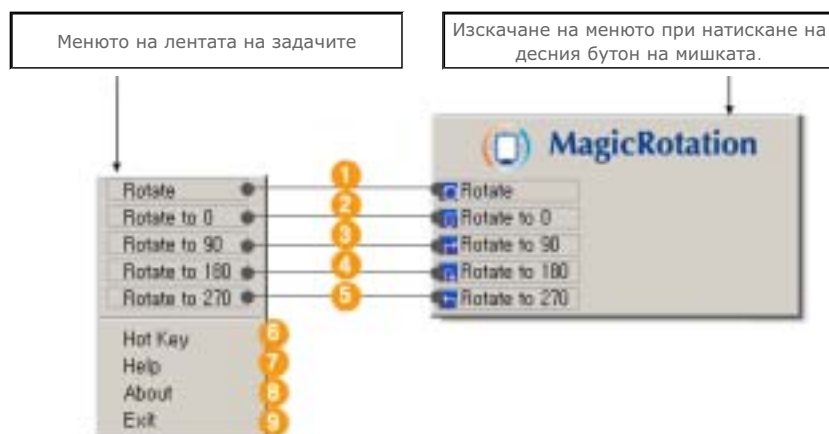 Менюто на лентата на задачите
Изскачане на менюто при натискане на
десния бутон на мишката.
MagicRotation
Rotate
Rotate to 0
Rotate to 90
Rotate to 180
Rotate to 270
Hot Key
Help
About
Exit
1
2
3
4
5
6
7
8
9
Rotate
Rotate to 0
Rotate to 90
Rotate to 180
Rotate to 270